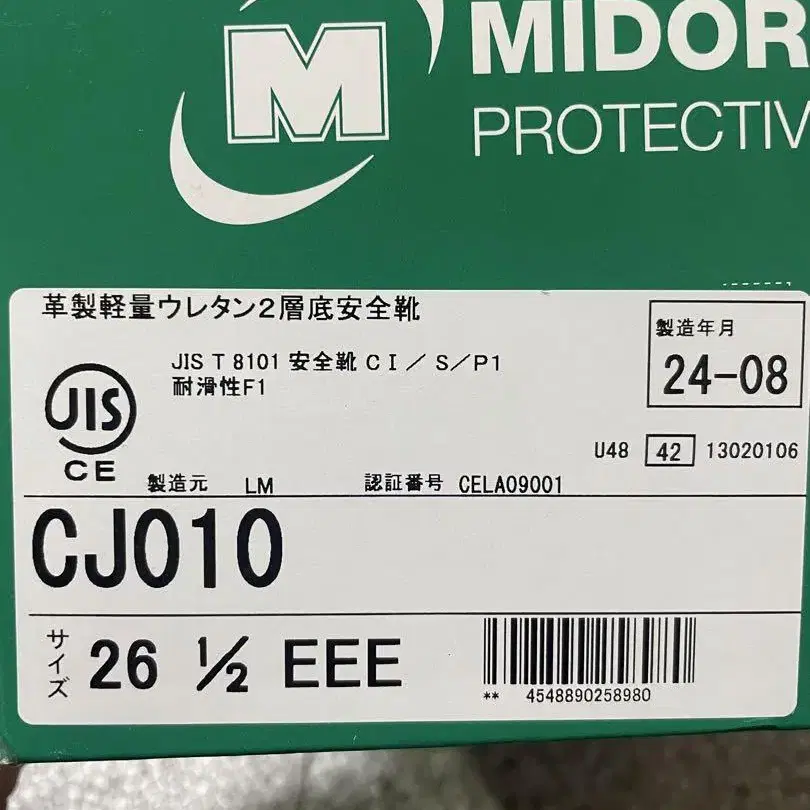 M
MIDOR
PROTECTIV
革製軽量ウレタン2層底安全靴
製造年月
24-08
JIS T 8101 安全靴 CI／S／P1
耐滑性F1
JIS
CE
U48 42 13020106
製造元 LM 認証番号 CELA09001
CJ010
サイズ 26 ½ EEE
** 4548890258980